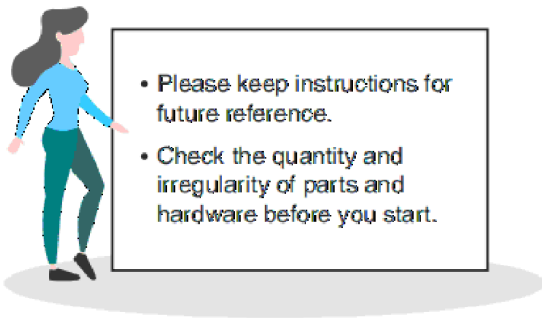 • Please keep instructions for
future reference.
• Check the quantity and
irregularity of parts and
hardware before you start.